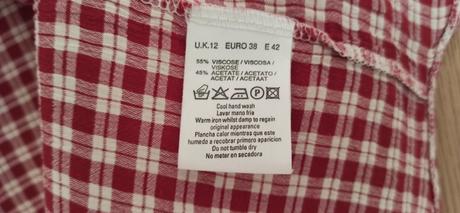 U.K.12 EURO 38 E 42
55% VISCOSE / VISCOSA /
VISKOSE
45% ACETATE / ACETATO /
ACETAT / ACETAAT
P
Cool hand wash
Lavar mano fria
Warm iron whilst damp to regain
original appearance
Plancha calor mientras que este
humedo a recobrar primero aparicion
Do not tumble dry
No meter en secadora